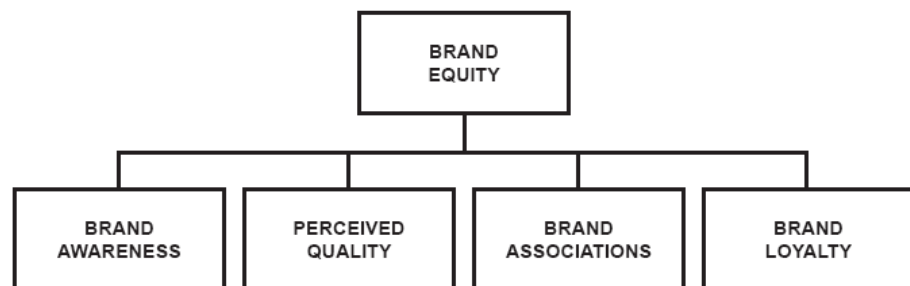 BRAND
EQUITY
BRAND
AWARENESS
PERCEIVED
QUALITY
BRAND
ASSOCIATIONS
BRAND
LOYALTY